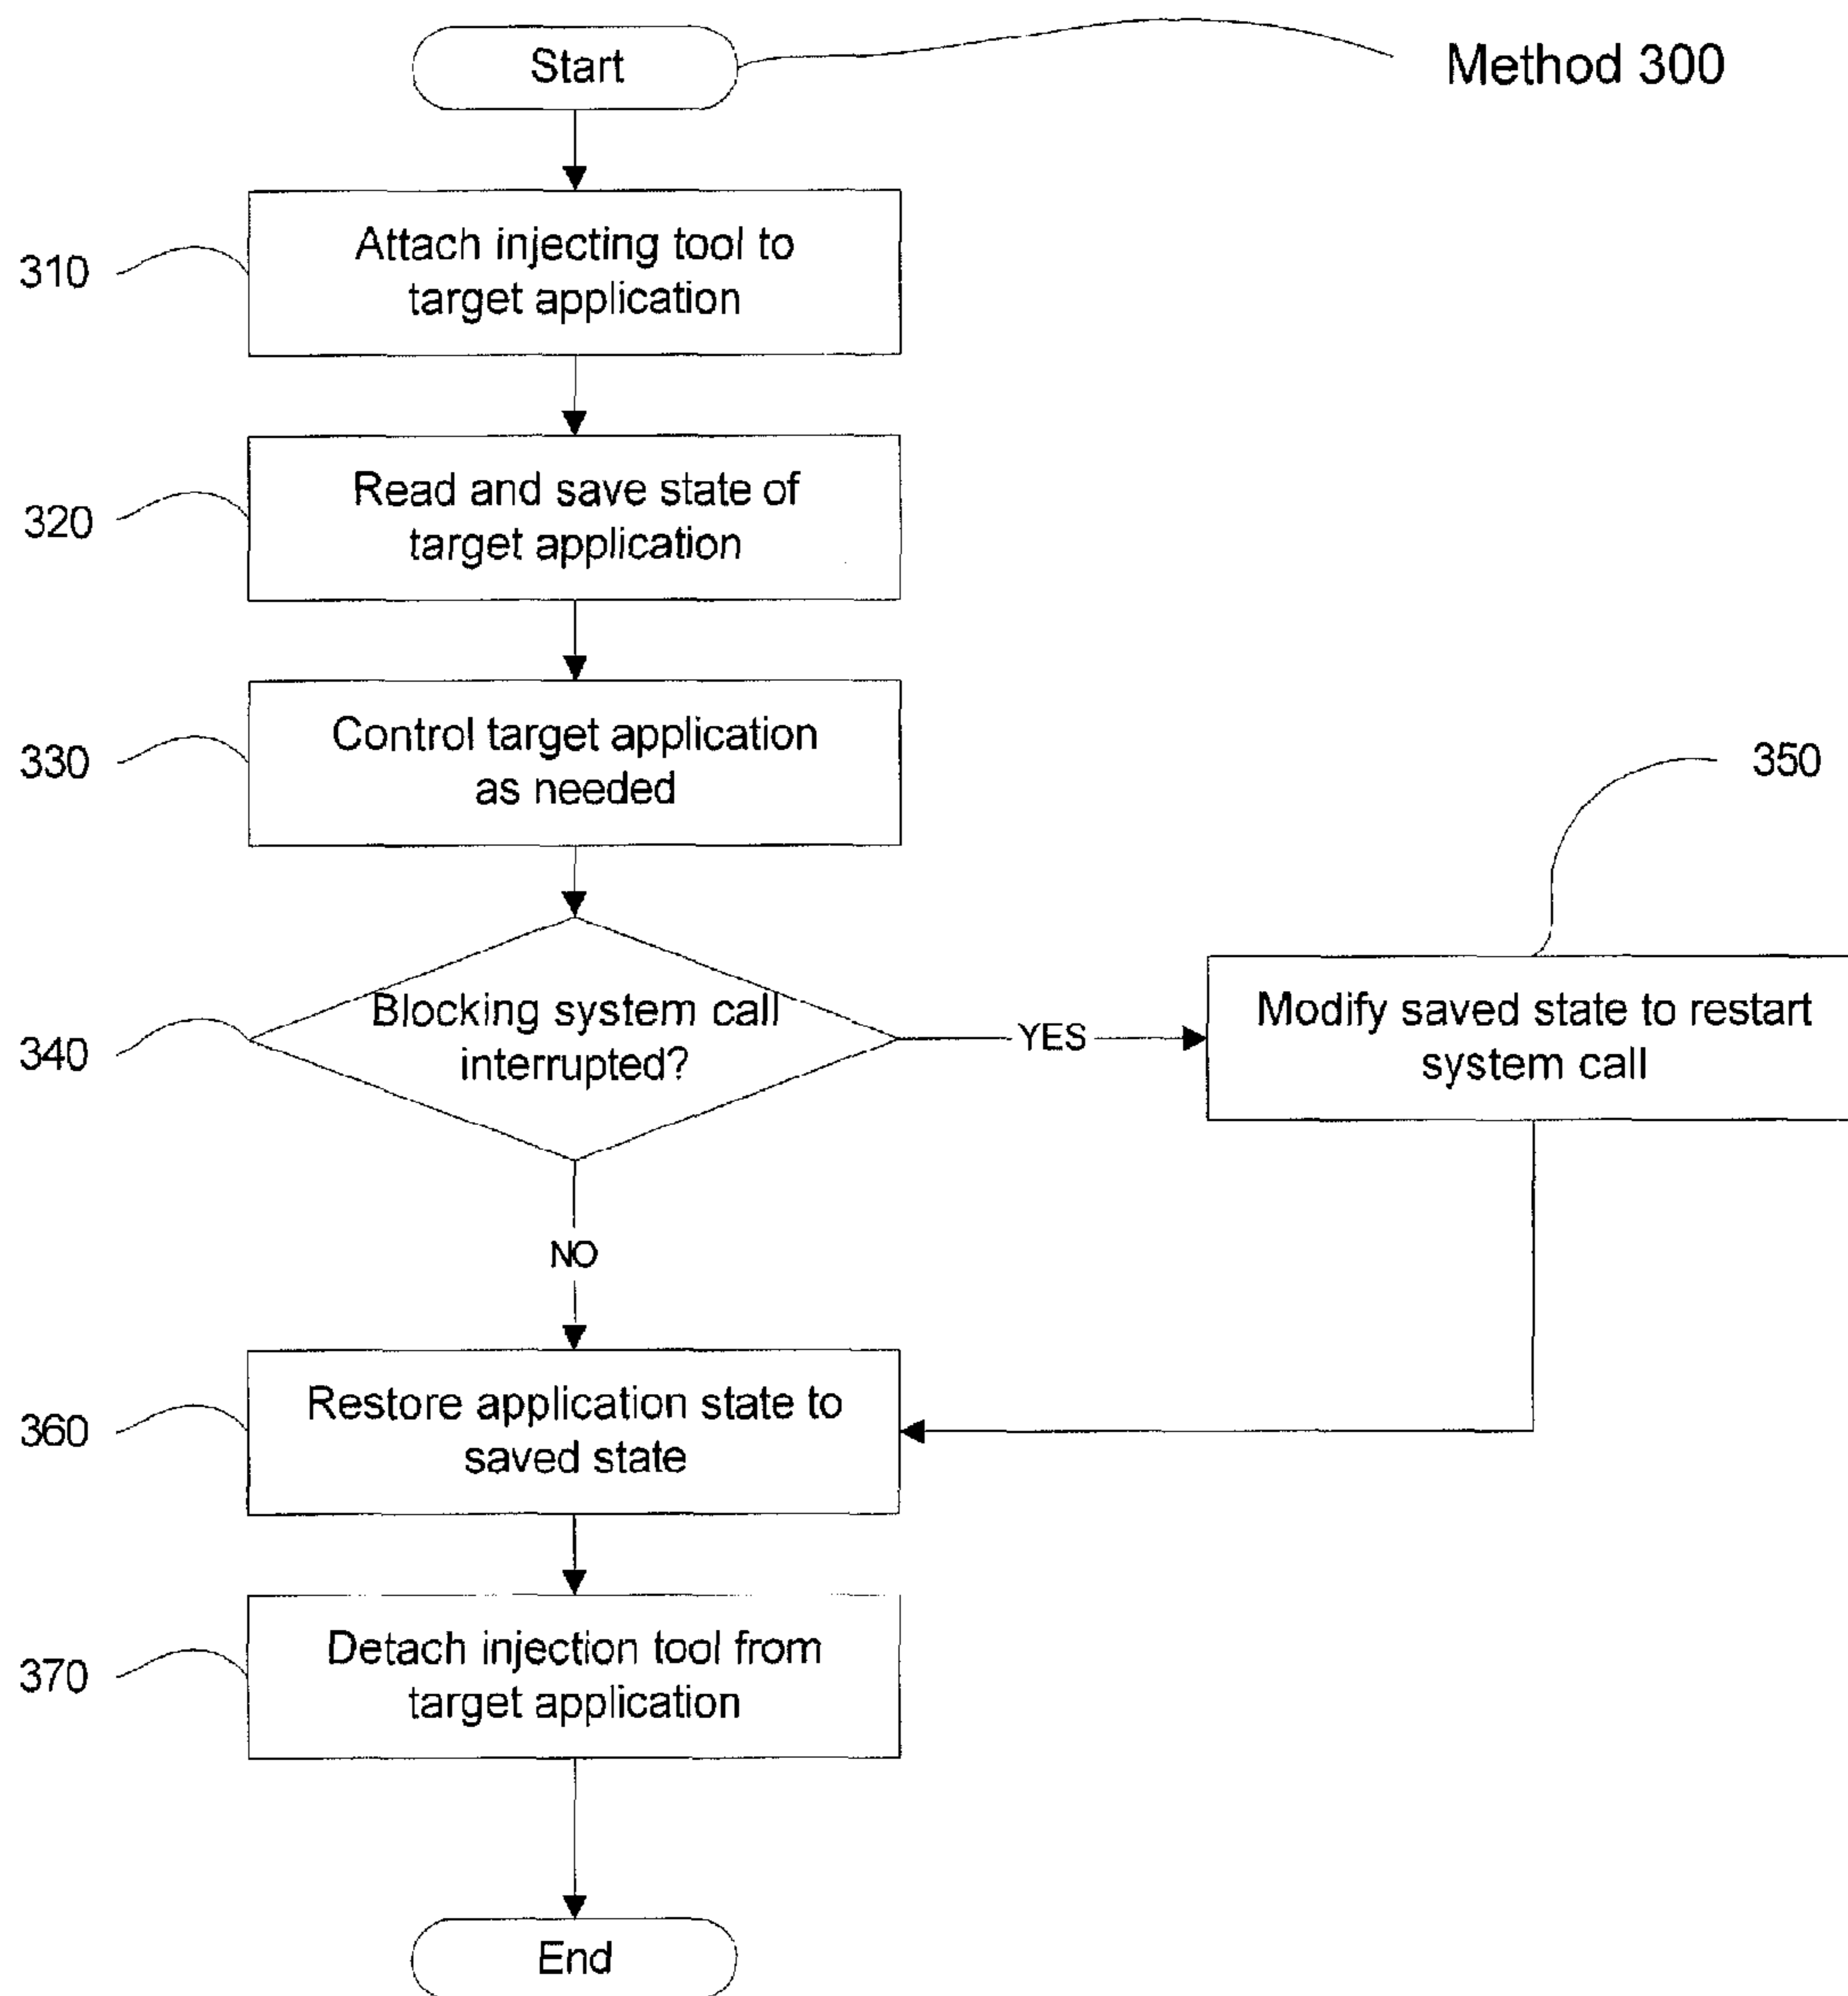 Start
Method 300
310
Attach injecting tool to
target application
320
Read and save state of
target application
330
Control target application
as needed
340
Blocking system call
interrupted?
YES
350
Modify saved state to restart
system call
NO
360
Restore application state to
saved state
370
Detach injection tool from
target application
End